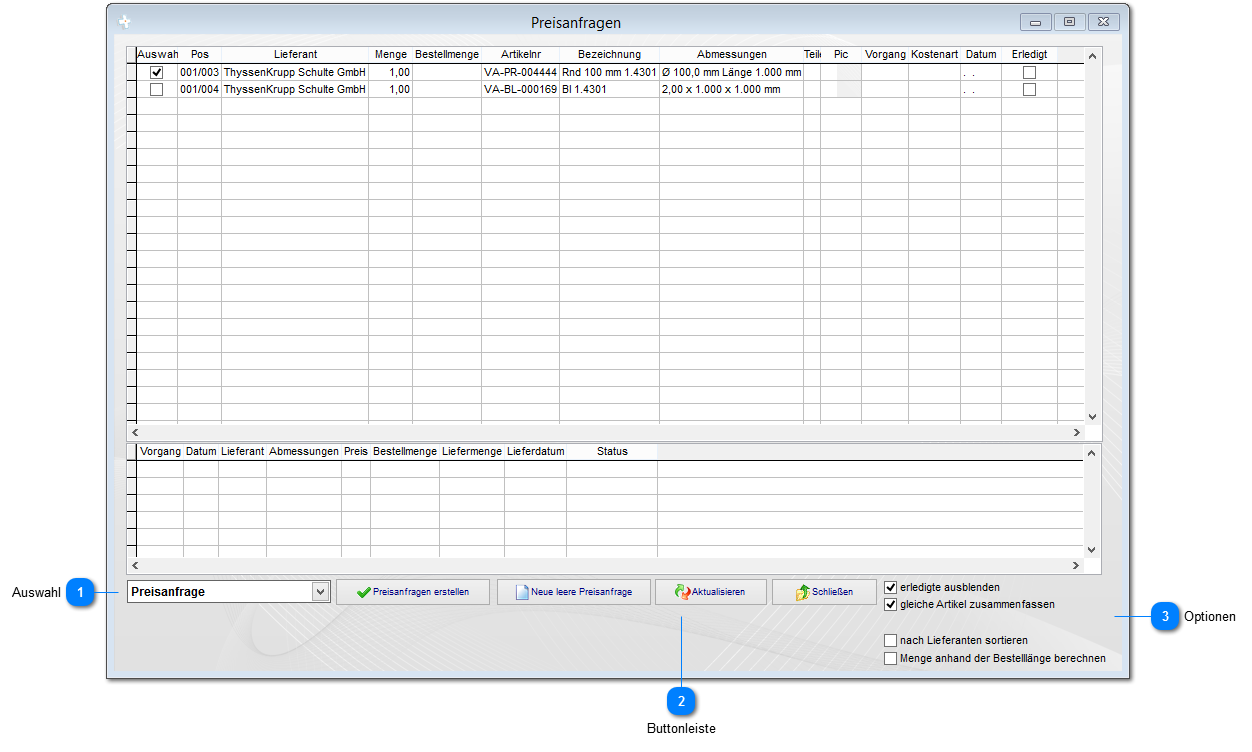 Preisanfragen
Auswah Pos Lieferant Menge Bestellmenge Artikelnr Bezeichnung Abmessungen Teile Pic Vorgang Kostenart Datum Erledigt
001/003 ThyssenKrupp Schulte GmbH 1,00 VA-PR-004444 Rnd 100 mm 1.4301 Ø 100,0 mm Länge 1.000 mm . .
001/004 ThyssenKrupp Schulte GmbH 1,00 VA-BL-000169 Bl 1.4301 2,00 x 1.000 x 1.000 mm . .
Vorgang Datum Lieferant Abmessungen Preis Bestellmenge Liefermenge Lieferdatum Status
Auswahl 1 Preisanfrage Preisanfragen erstellen Neue leere Preisanfrage Aktualisieren Schließen
erledigte ausblenden
gleiche Artikel zusammenfassen
3 Optionen
nach Lieferanten sortieren
Menge anhand der Bestelllänge berechnen
2
Buttonleiste